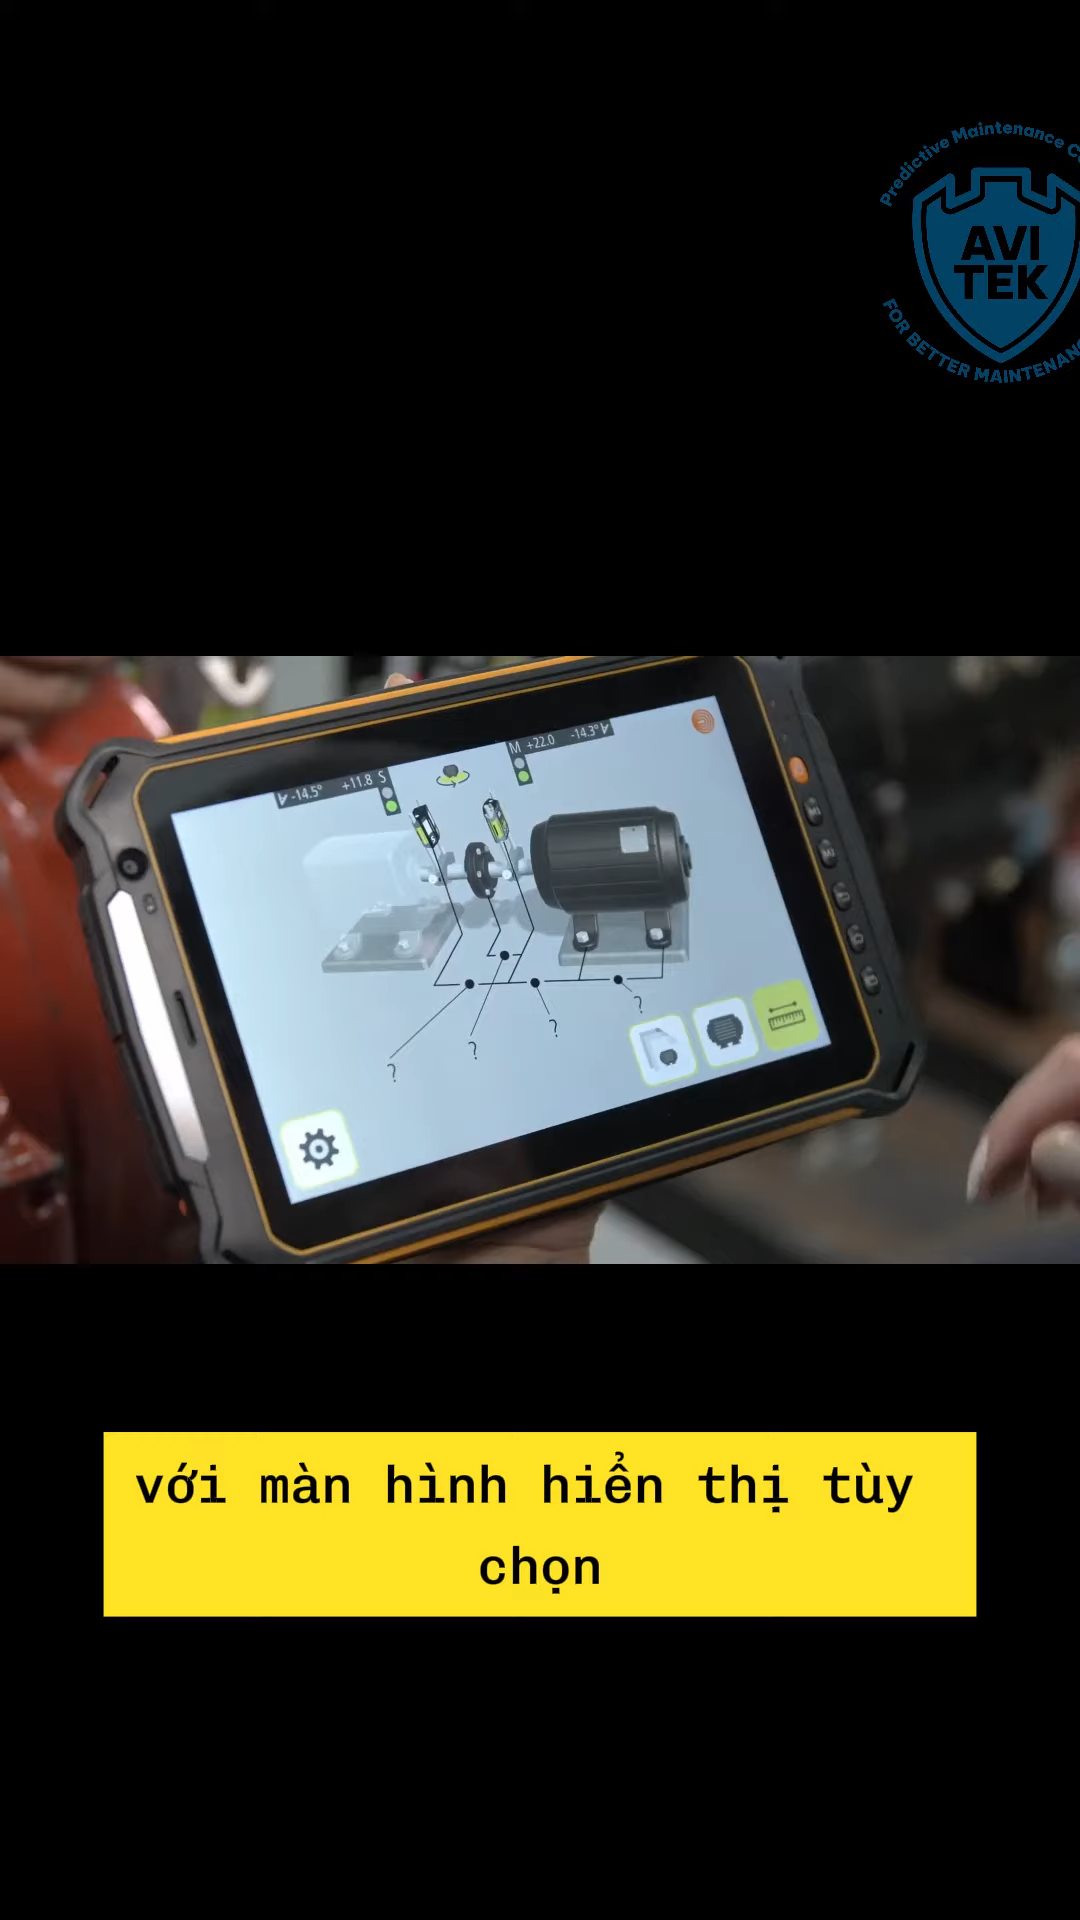 Predictive Maintenance
AVI
TEK
FOR BETTER
-14.5° +11.8 S
M +22.0 -14.3°
?
?
?
?
với màn hình hiển thị tùy
chọn